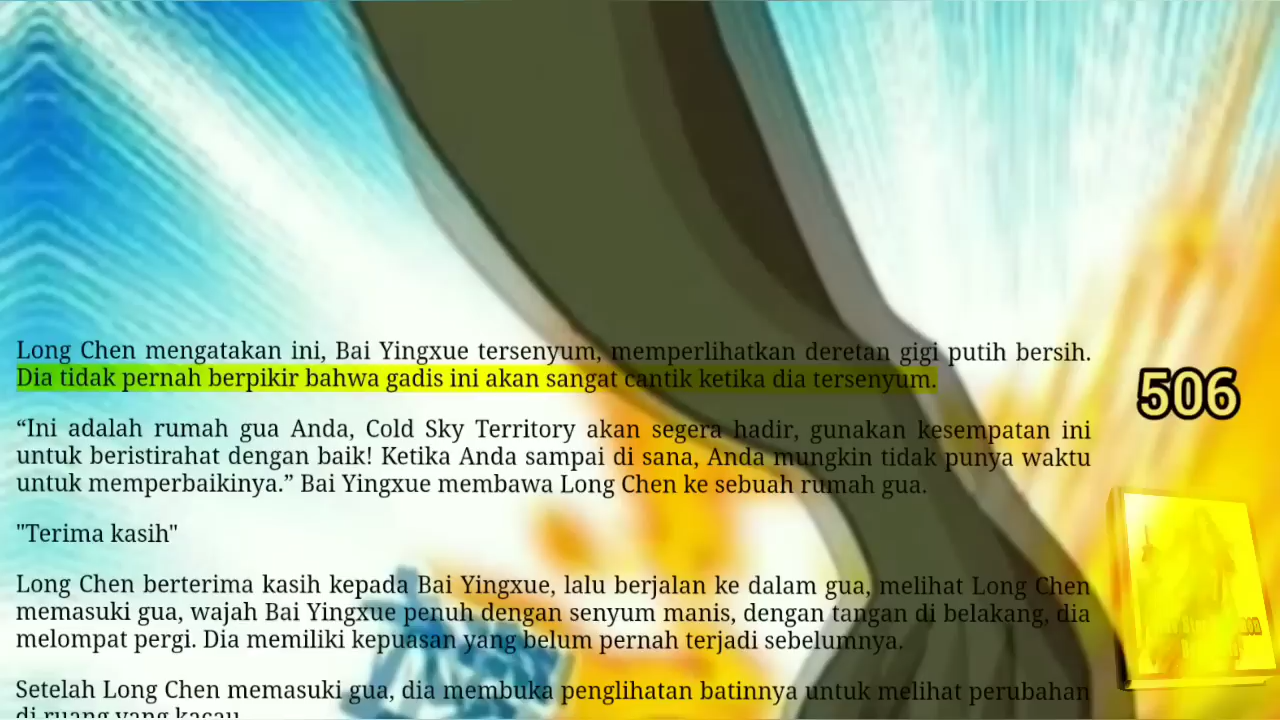 Long Chen mengatakan ini, Bai Yingxue tersenyum, memperlihatkan deretan gigi putih bersih.
Dia tidak pernah berpikir bahwa gadis ini akan sangat cantik ketika dia tersenyum.
506
“Ini adalah rumah gua Anda, Cold Sky Territory akan segera hadir, gunakan kesempatan ini
untuk beristirahat dengan baik! Ketika Anda sampai di sana, Anda mungkin tidak punya waktu
untuk memperbaikinya.” Bai Yingxue membawa Long Chen ke sebuah rumah gua.
"Terima kasih"
Long Chen berterima kasih kepada Bai Yingxue, lalu berjalan ke dalam gua, melihat Long Chen
memasuki gua, wajah Bai Yingxue penuh dengan senyum manis, dengan tangan di belakang, dia
melompat pergi. Dia memiliki kepuasan yang belum pernah terjadi sebelumnya.
Setelah Long Chen memasuki gua, dia membuka penglihatan batinnya untuk melihat perubahan
di ruang yang kacau